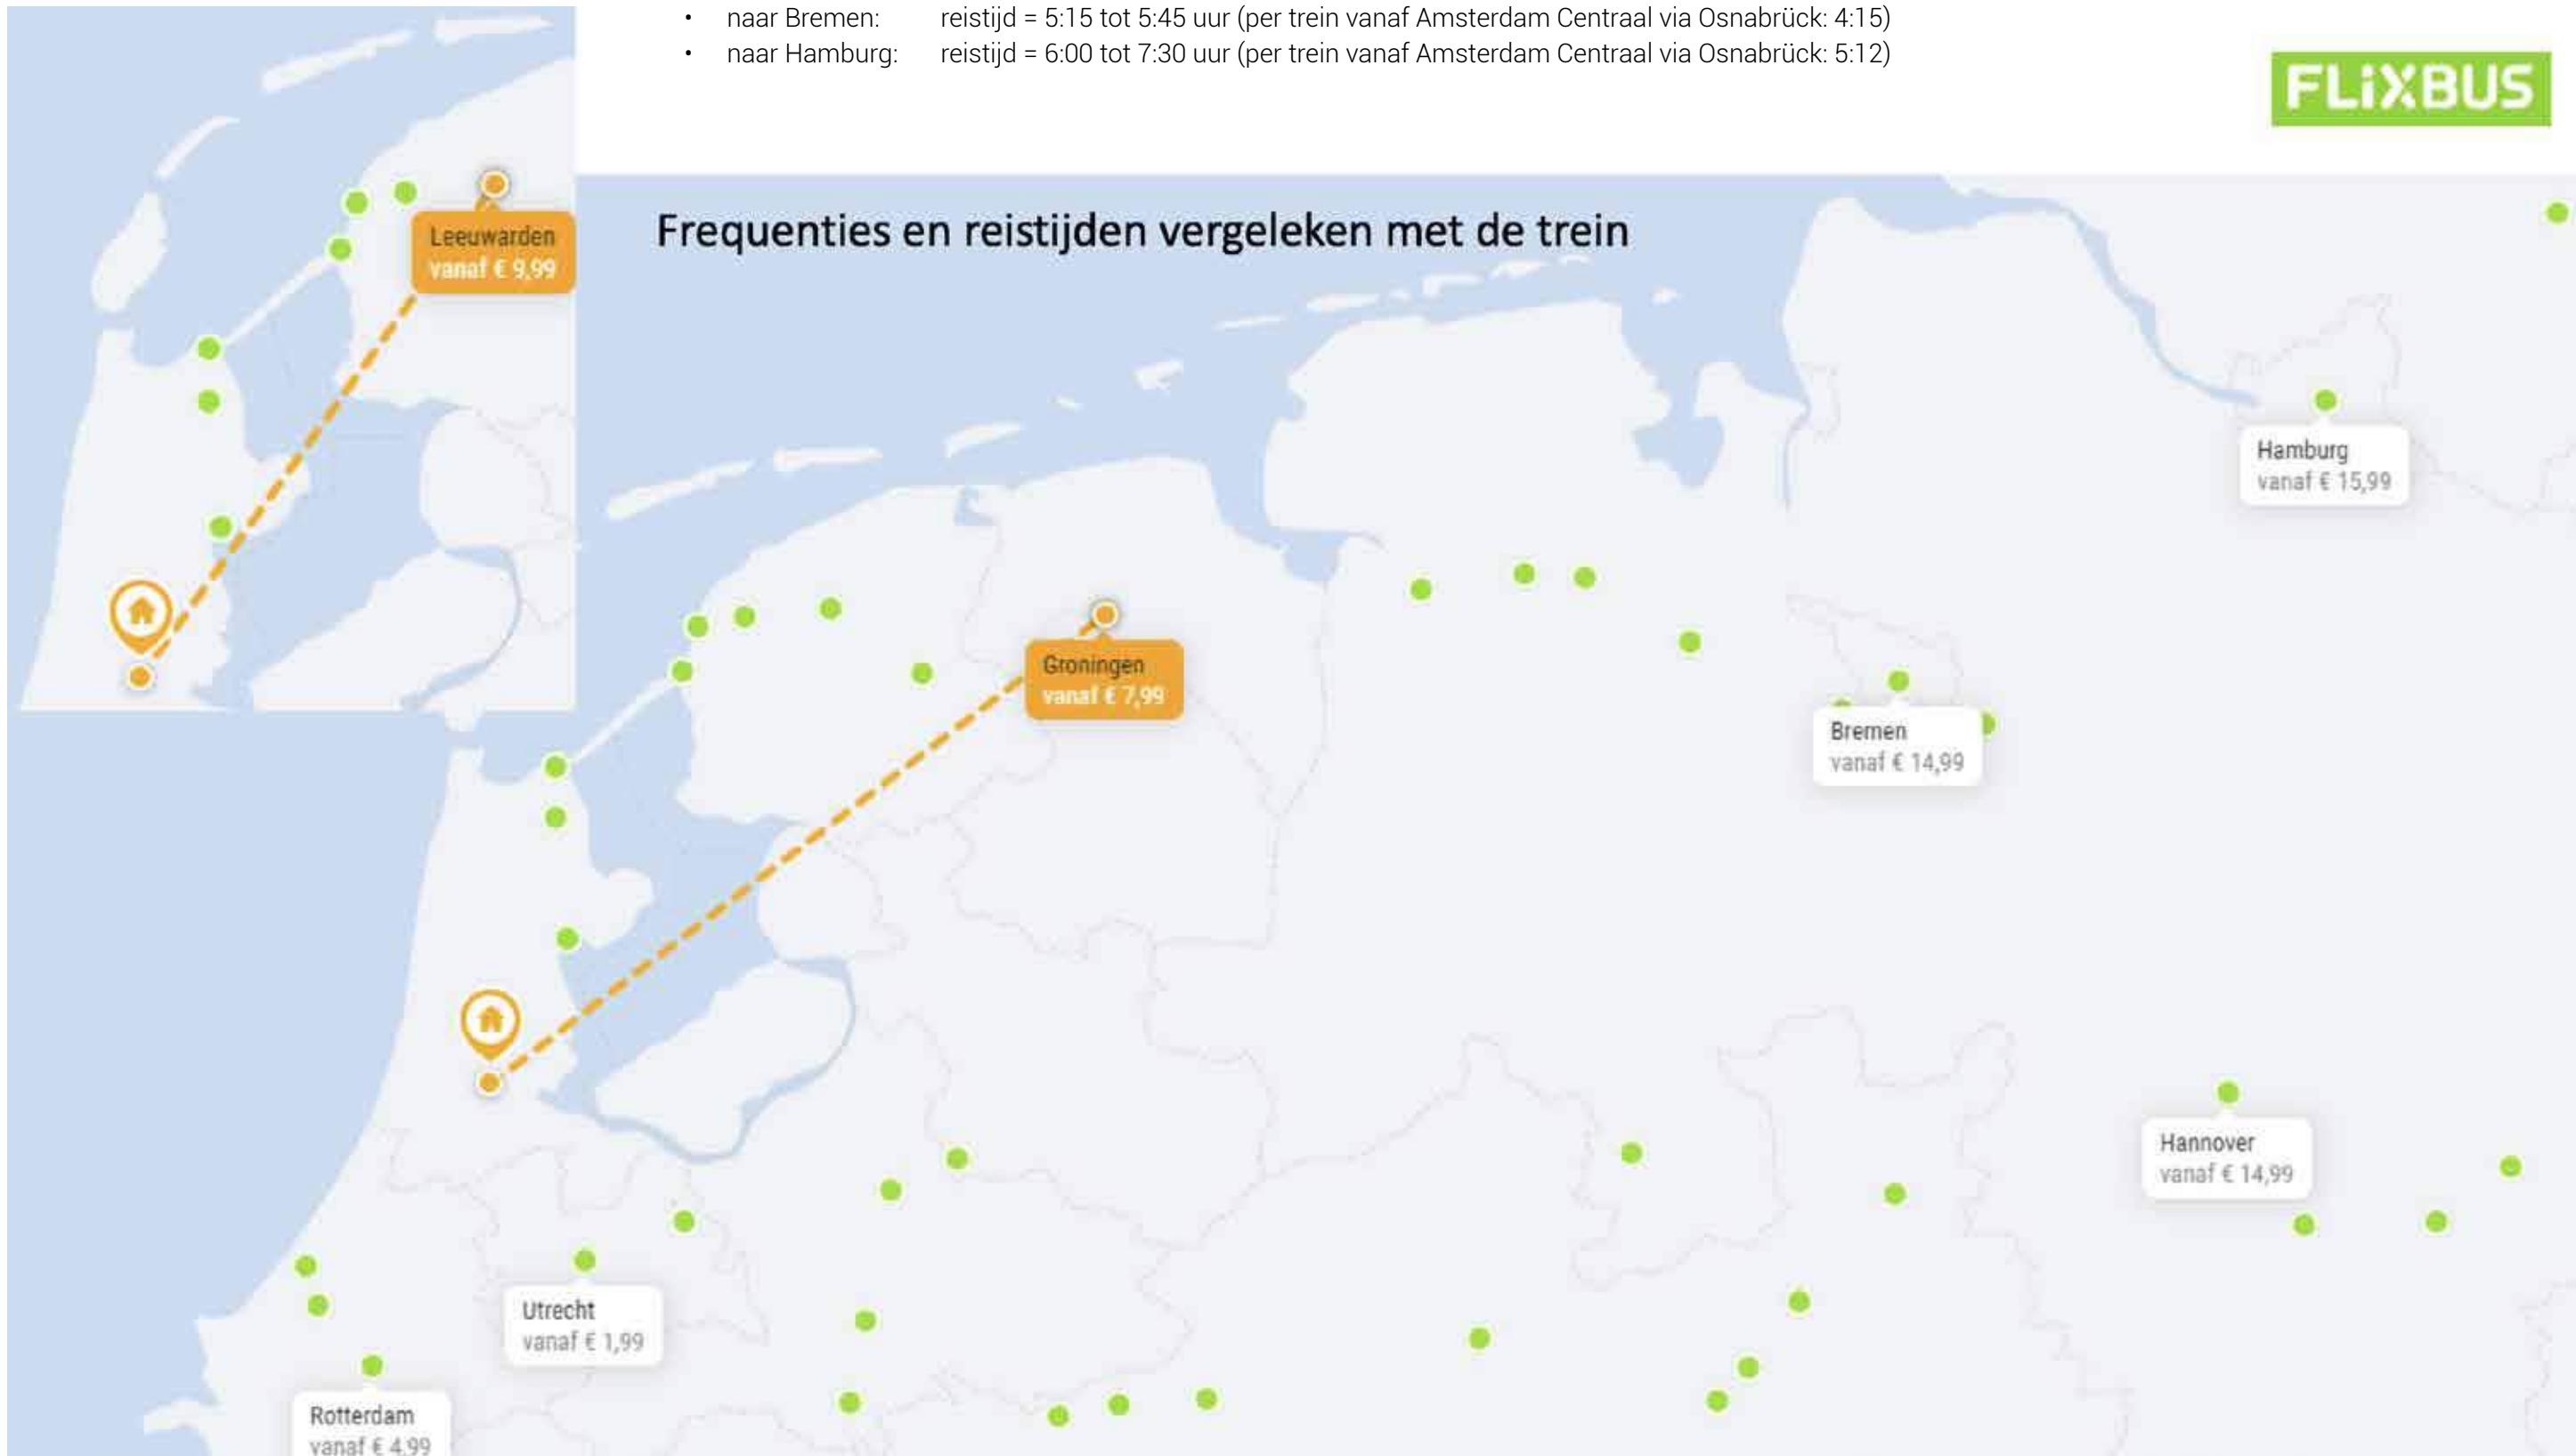 • naar Bremen: reistijd = 5:15 tot 5:45 uur (per trein vanaf Amsterdam Centraal via Osnabrück: 4:15)
• naar Hamburg: reistijd = 6:00 tot 7:30 uur (per trein vanaf Amsterdam Centraal via Osnabrück: 5:12)
FLiXBUS
Frequenties en reistijden vergeleken met de trein
Leeuwarden
vanaf € 9,99
Hamburg
vanaf € 15,99
Groningen
vanaf € 7,99
Bremen
vanaf € 14,99
Hannover
vanaf € 14,99
Utrecht
vanaf € 1,99
Rotterdam
vanaf € 4,99